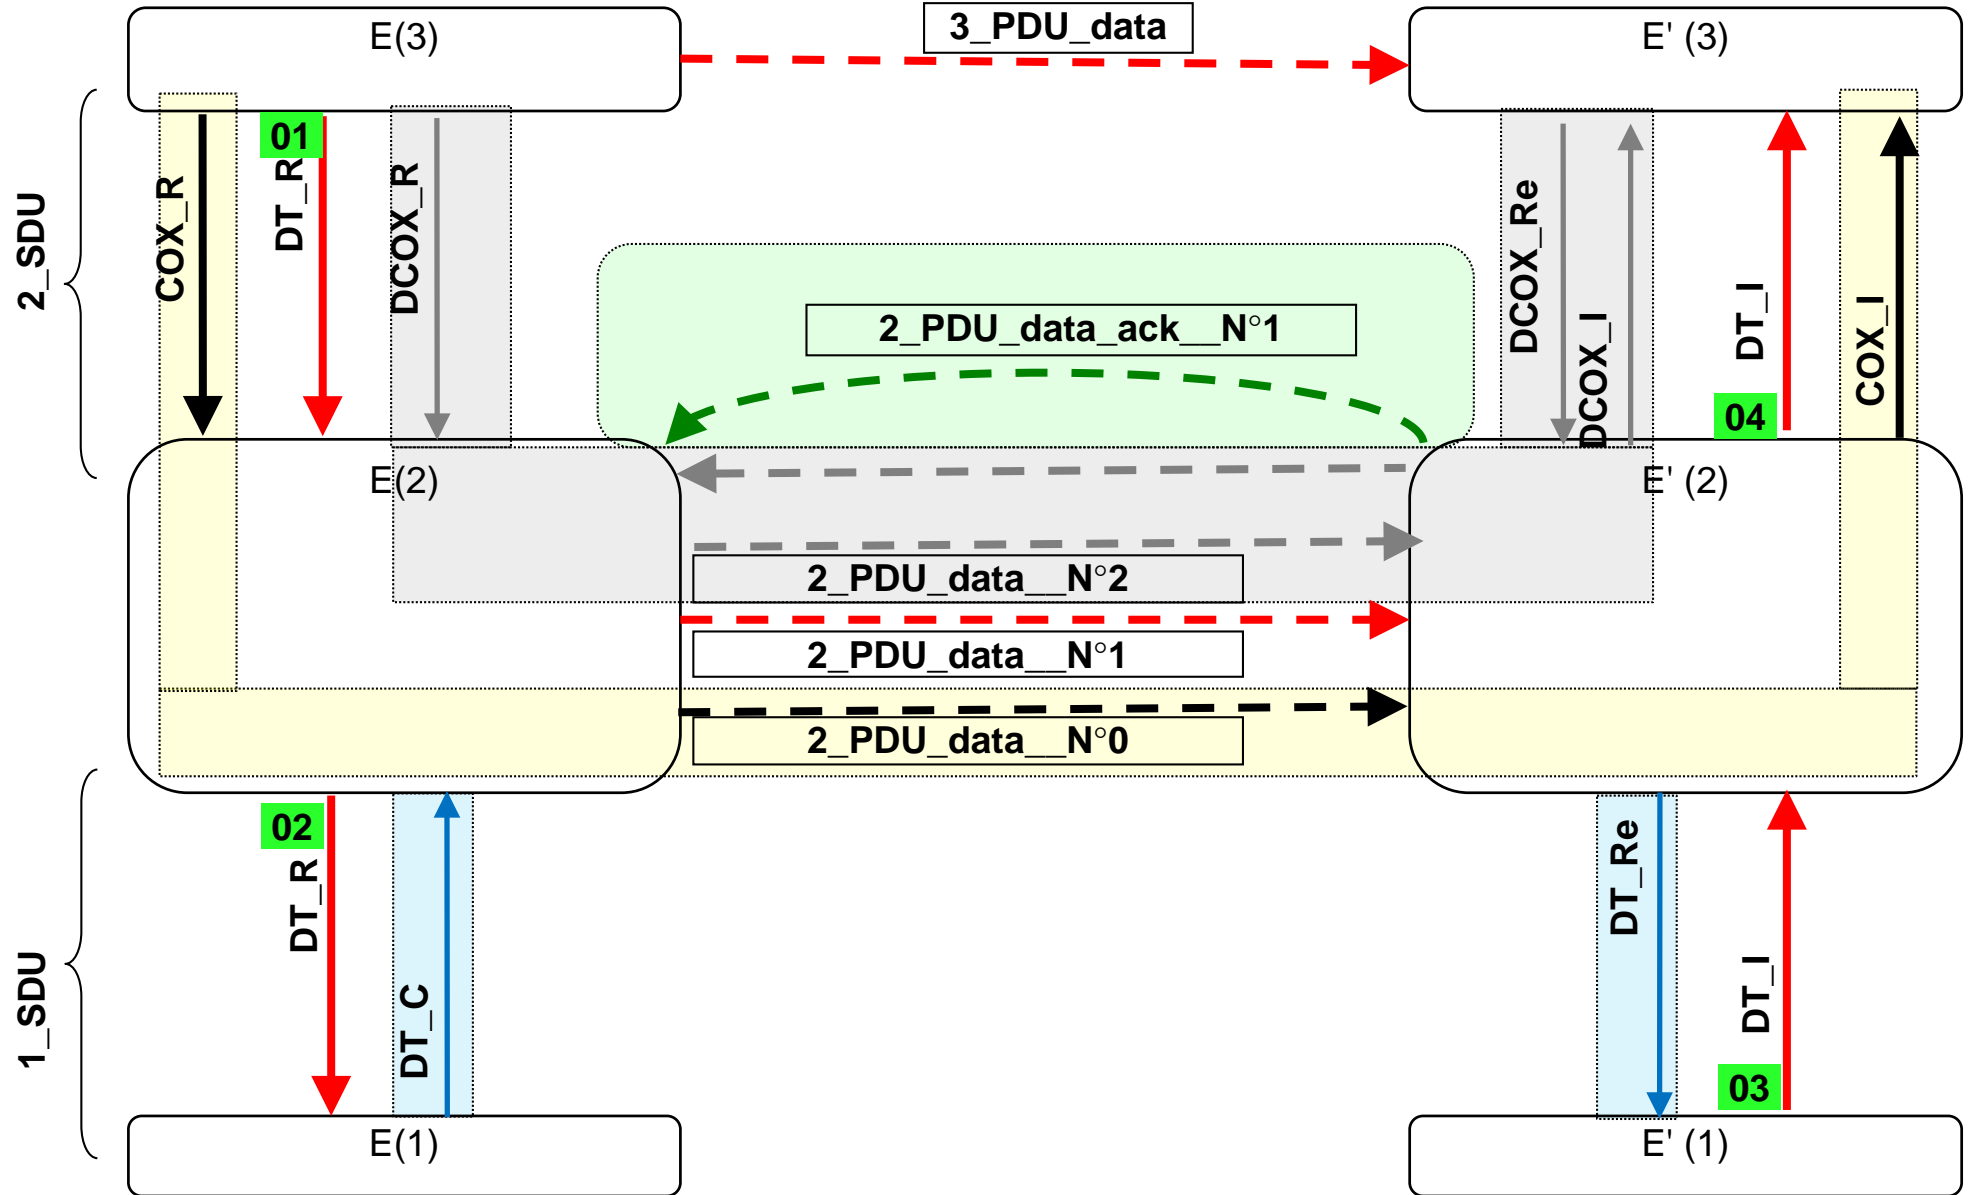 E(3)
3_PDU_data
E' (3)
2_SDU
COX_R
01
DT_R
DCOX_R
2_PDU_data_ack__N°1
DCOX_Re
DCOX_I
DT_I
04
COX_I
E(2)
E' (2)
2_PDU_data__N°2
2_PDU_data__N°1
2_PDU_data__N°0
1_SDU
02
DT_R
DT_C
DT_Re
DT_I
03
E(1)
E' (1)